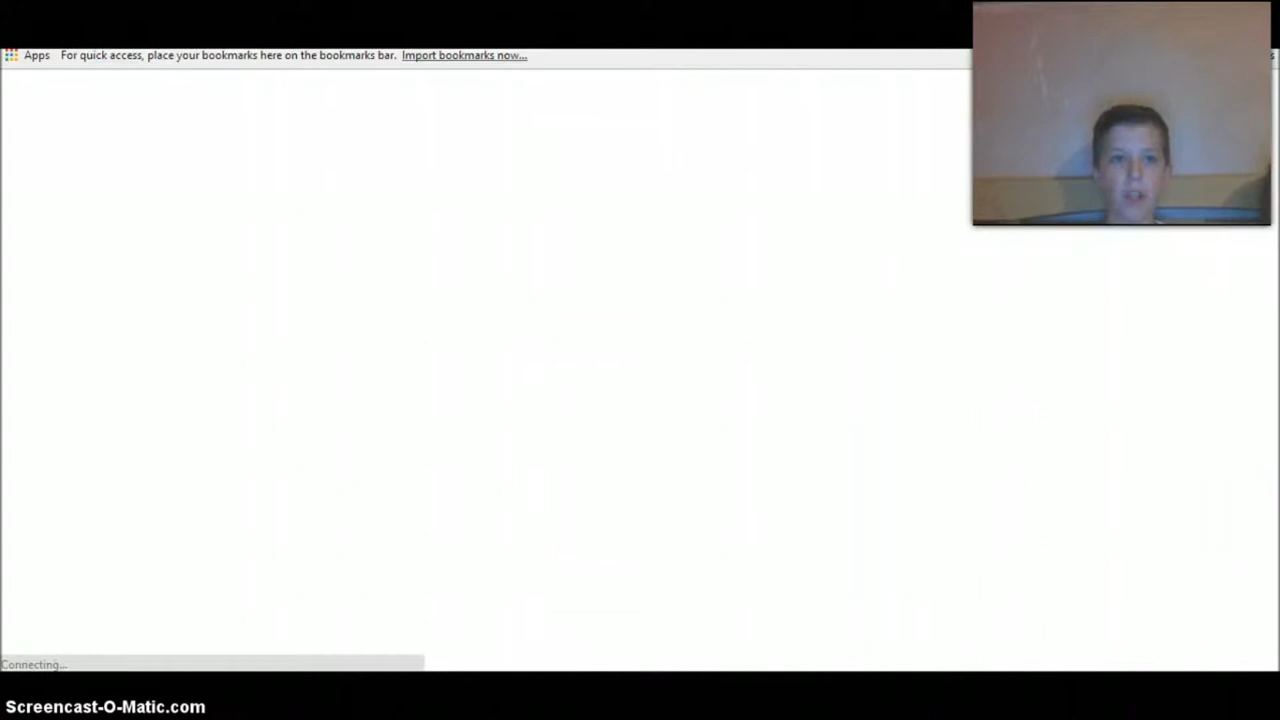 Apps For quick access, place your bookmarks here on the bookmarks bar. Import bookmarks now...
Connecting...
Screencast-O-Matic.com